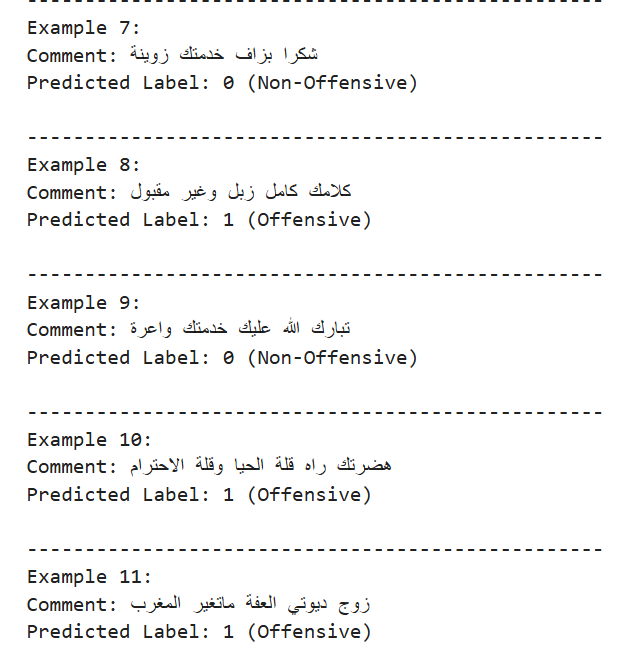 --------------------------------------------------
Example 7:
Comment: شكرا بزاف خدمتك زوينة
Predicted Label: 0 (Non-Offensive)
--------------------------------------------------
Example 8:
Comment: كلامك كامل زبل وغير مقبول
Predicted Label: 1 (Offensive)
--------------------------------------------------
Example 9:
Comment: تبارك الله عليك خدمتك واعرة
Predicted Label: 0 (Non-Offensive)
--------------------------------------------------
Example 10:
Comment: هضرتك راه قلة الحيا وقلة الاحترام
Predicted Label: 1 (Offensive)
--------------------------------------------------
Example 11:
Comment: زوج ديوتي العفة ماتغير المغرب
Predicted Label: 1 (Offensive)